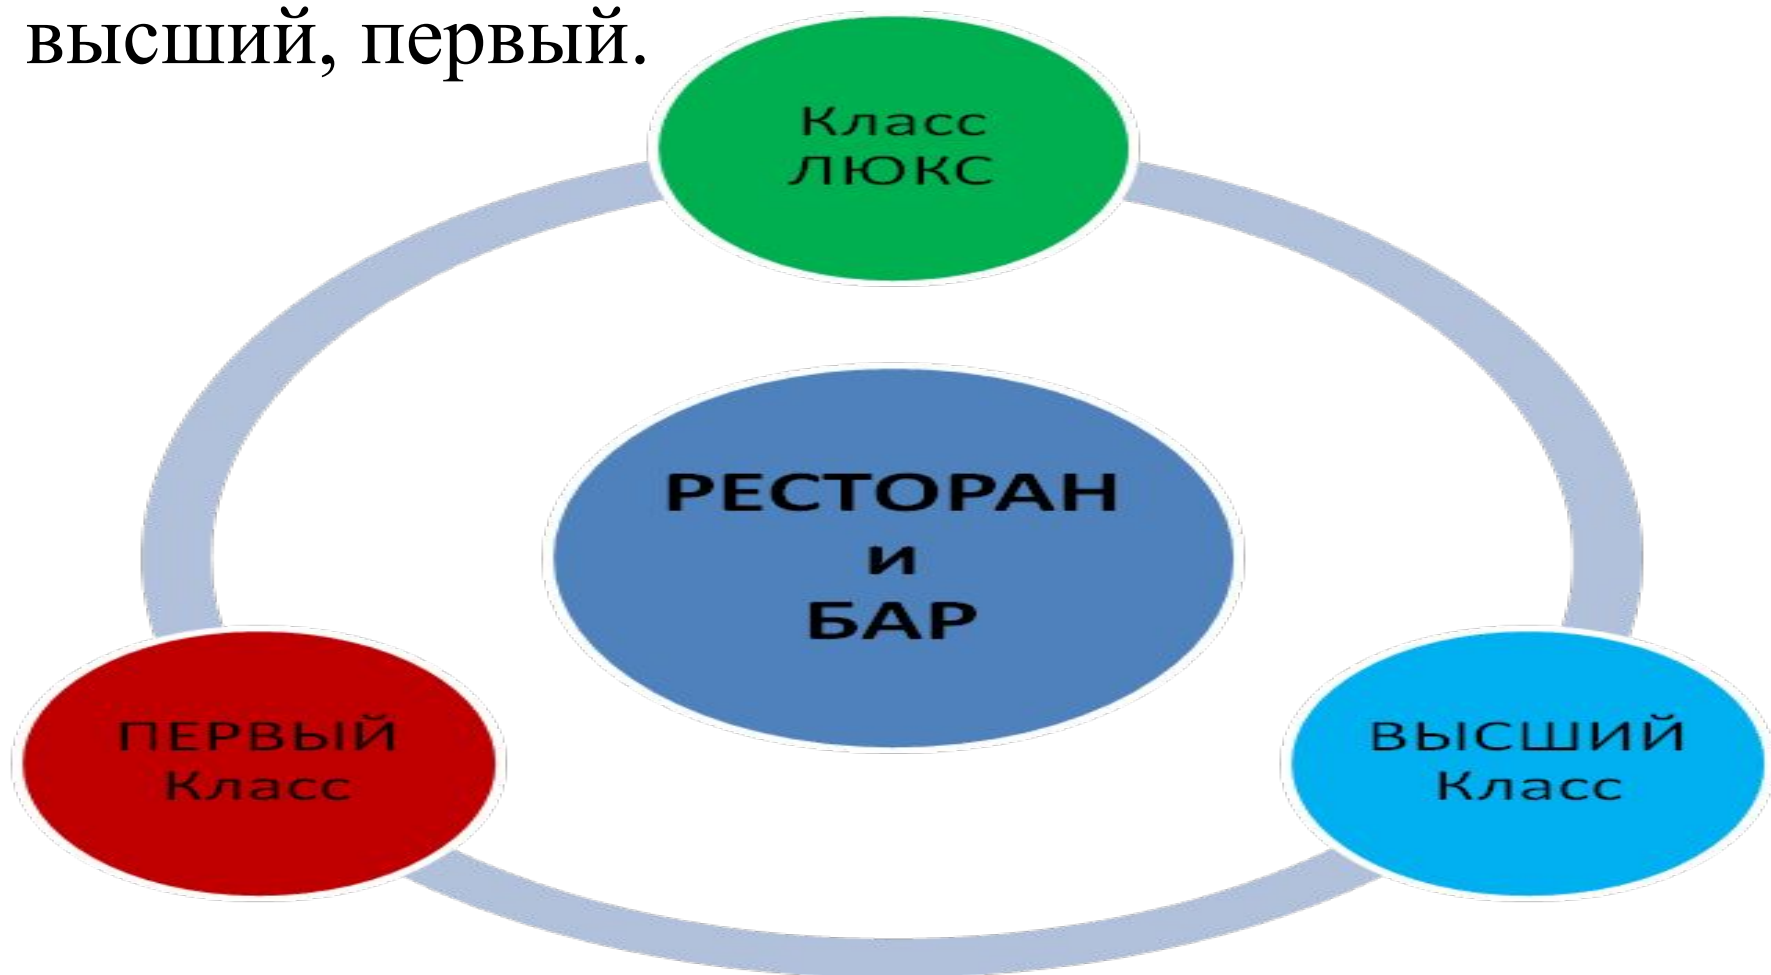 высший, первый.
Класс
ЛЮКС
РЕСТОРАН
и
БАР
ПЕРВЫЙ
Класс
ВЫСШИЙ
Класс